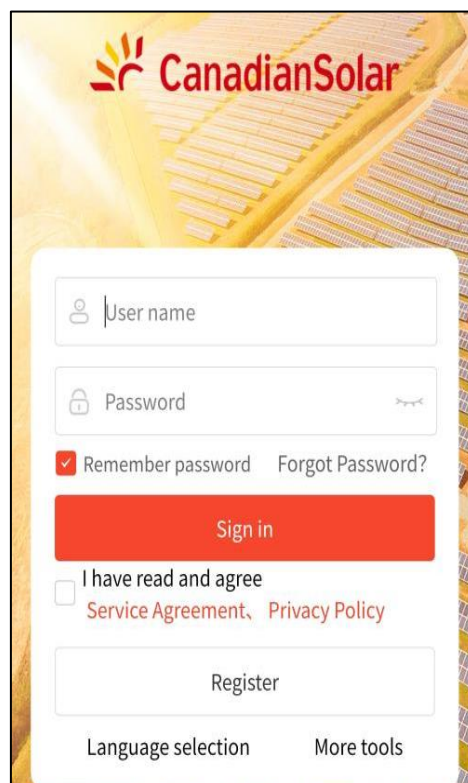 CanadianSolar
User name
Password
Remember password Forgot Password?
Sign in
I have read and agree
Service Agreement、 Privacy Policy
Register
Language selection More tools